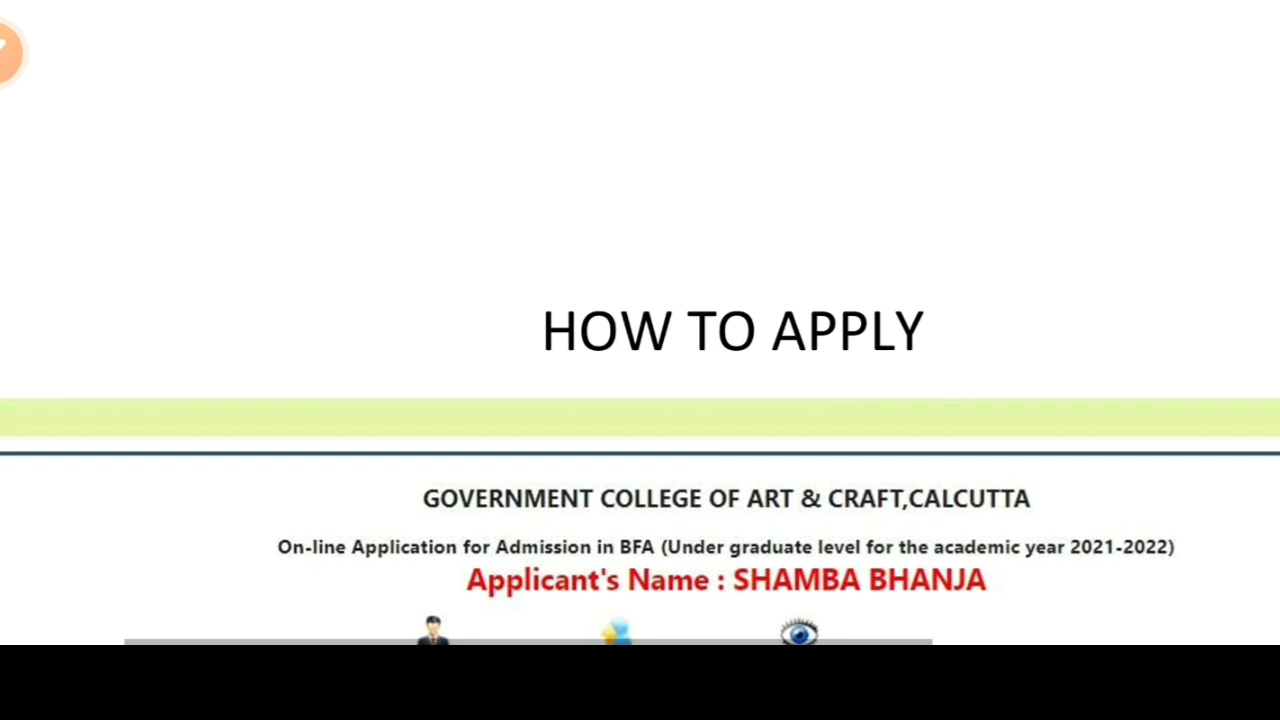 HOW TO APPLY
GOVERNMENT COLLEGE OF ART & CRAFT,CALCUTTA
On-line Application for Admission in BFA (Under graduate level for the academic year 2021-2022)
Applicant's Name : SHAMBA BHANJA